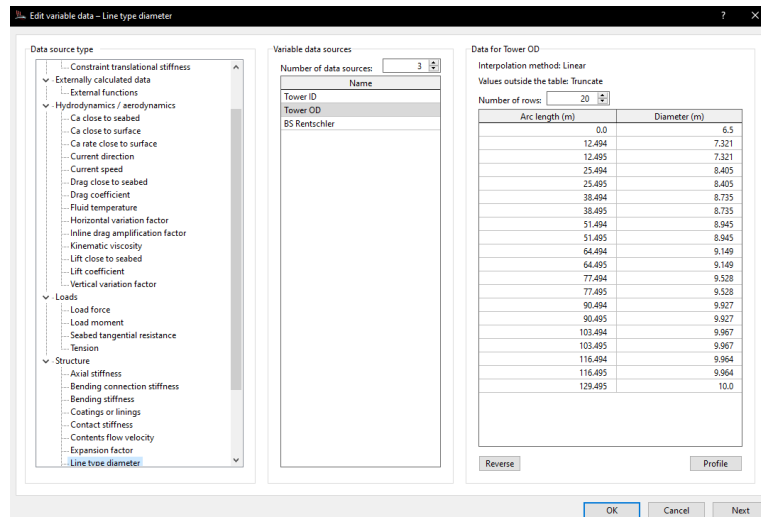 Edit variable data – Line type diameter
Data source type
Constraint translational stiffness
Externally calculated data
External functions
Hydrodynamics / aerodynamics
Ca close to seabed
Ca close to surface
Ca rate close to surface
Current direction
Current speed
Drag close to seabed
Drag coefficient
Fluid temperature
Horizontal variation factor
Inline drag amplification factor
Kinematic viscosity
Lift close to seabed
Lift coefficient
Vertical variation factor
Loads
Load force
Load moment
Seabed tangential resistance
Tension
Structure
Axial stiffness
Bending connection stiffness
Bending stiffness
Coatings or linings
Contact stiffness
Contents flow velocity
Expansion factor
Line type diameter
Variable data sources
Number of data sources: 3
Name
Tower ID
Tower OD
BS Rentschler
Data for Tower OD
Interpolation method: Linear
Values outside the table: Truncate
Number of rows: 20
Arc length (m) Diameter (m)
0.0 6.5
12.494 7.321
12.495 7.321
25.494 8.405
25.495 8.405
38.494 8.735
38.495 8.735
51.494 8.945
51.495 8.945
64.494 9.149
64.495 9.149
77.494 9.528
77.495 9.528
90.494 9.927
90.495 9.927
103.494 9.967
103.495 9.967
116.494 9.964
116.495 9.964
129.495 10.0
Reverse Profile
OK Cancel Next